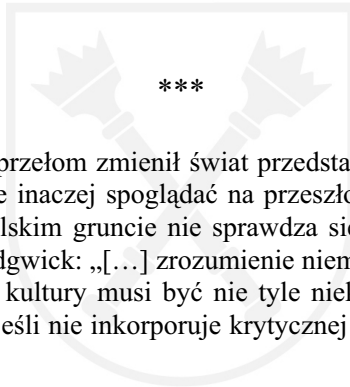 ***
przełom zmienił świat przedsta
inaczej spoglądać na przeszło
lskim gruncie nie sprawdza się
dgwick: „[…] zrozumienie niem
kultury musi być nie tyle niek
eśli nie inkorporuje krytycznej